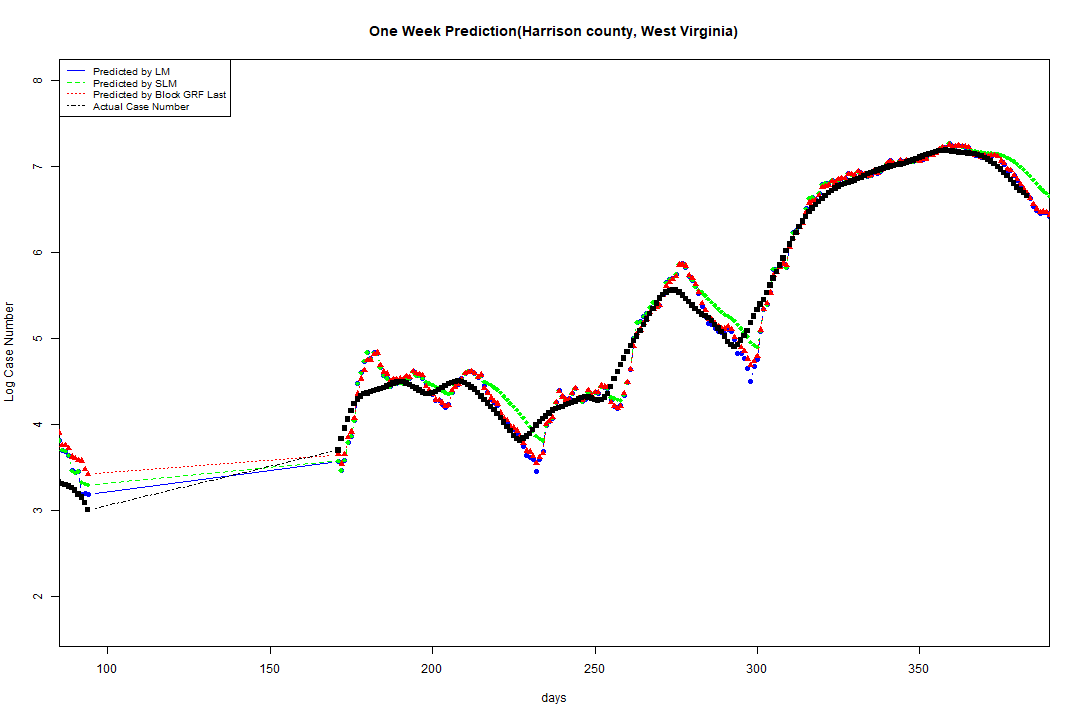 One Week Prediction(Harrison county, West Virginia)
Predicted by LM
Predicted by SLM
Predicted by Block GRF Last
Actual Case Number
8
7
6
5
4
3
2
Log Case Number
100 150 200 250 300 350
days